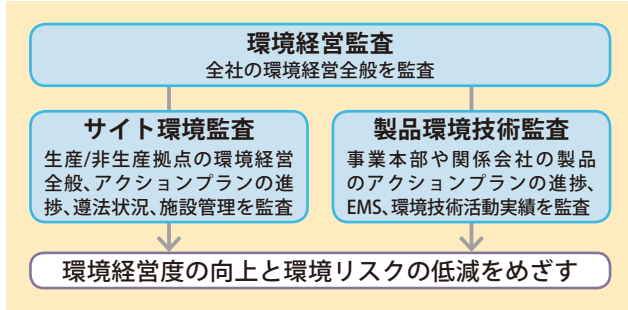 環境経営監査
全社の環境経営全般を監査
サイト環境監査
生産/非生産拠点の環境経営
全般、アクションプランの進
捗、遵法状況、施設管理を監査
製品環境技術監査
事業本部や関係会社の製品
のアクションプランの進捗、
EMS、環境技術活動実績を監査
環境経営度の向上と環境リスクの低減をめざす